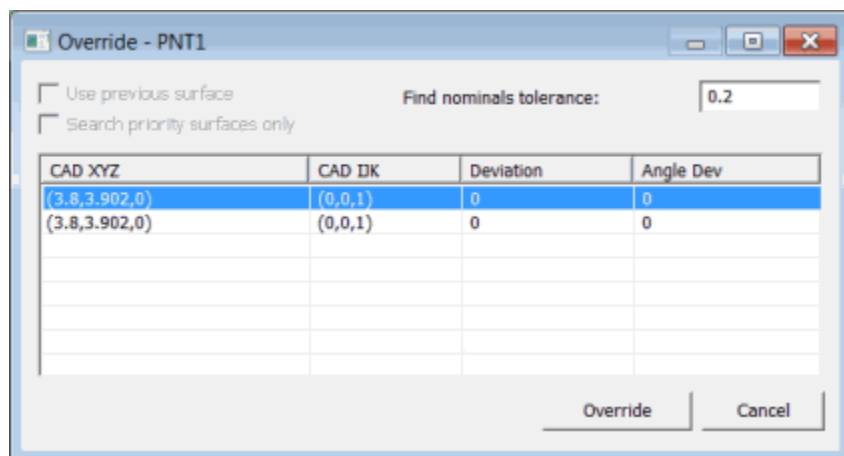 Override - PNT1
Use previous surface
Find nominals tolerance: 0.2
Search priority surfaces only
CAD XYZ CAD IJK Deviation Angle Dev
(3.8,3.902,0) (0,0,1) 0 0
(3.8,3.902,0) (0,0,1) 0 0
Override Cancel